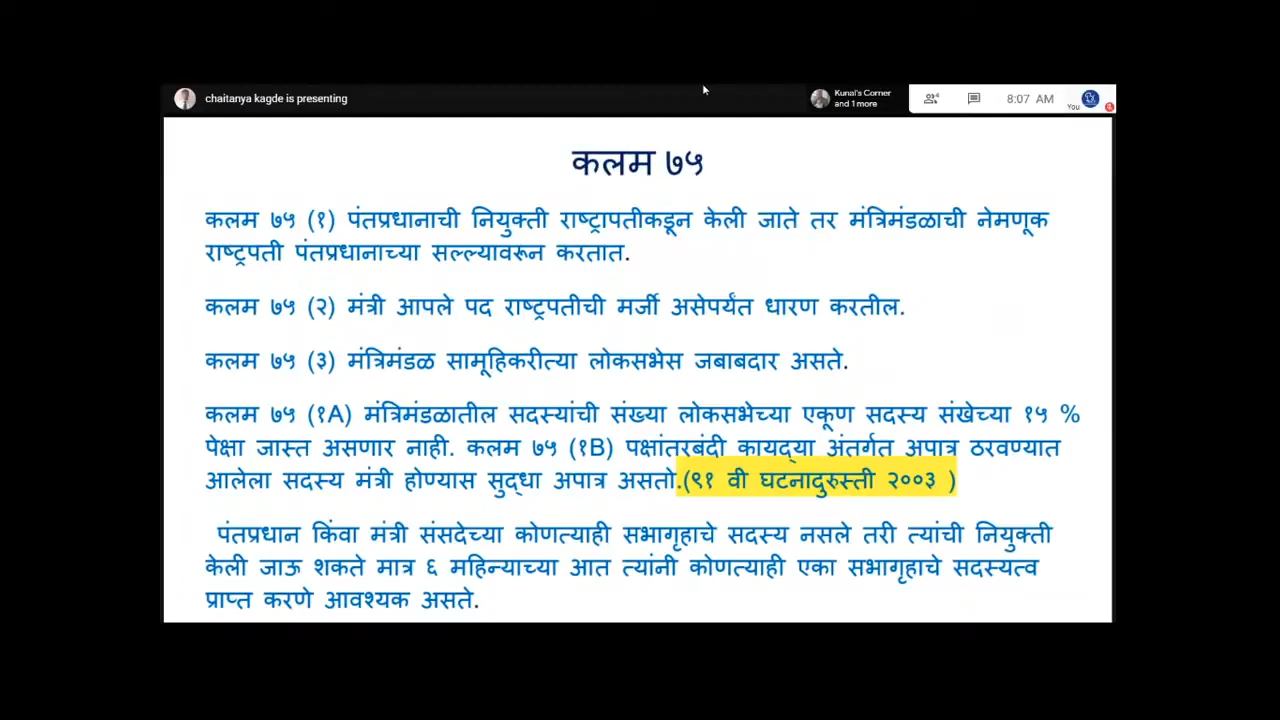 chaitanya kagde is presenting
Kunal's Corner
and 1 more
4
8:07 AM
You
कलम ७५
कलम ७५ (१) पंतप्रधानाची नियुक्ती राष्ट्रापतीकडून केली जाते तर मंत्रिमंडळाची नेमणूक
राष्ट्रपती पंतप्रधानाच्या सल्ल्यावरून करतात.
कलम ७५ (२) मंत्री आपले पद राष्ट्रपतीची मर्जी असेपर्यंत धारण करतील.
कलम ७५ (३) मंत्रिमंडळ सामूहिकरीत्या लोकसभेस जबाबदार असते.
कलम ७५ (१A) मंत्रिमंडळातील सदस्यांची संख्या लोकसभेच्या एकूण सदस्य संखेच्या १५ %
पेक्षा जास्त असणार नाही. कलम ७५ (१B) पक्षांतरबंदी कायद्या अंतर्गत अपात्र ठरवण्यात
आलेला सदस्य मंत्री होण्यास सुद्धा अपात्र असतो.(९१ वी घटनादुरुस्ती २००३ )
पंतप्रधान किंवा मंत्री संसदेच्या कोणत्याही सभागृहाचे सदस्य नसले तरी त्यांची नियुक्ती
केली जाऊ शकते मात्र ६ महिन्याच्या आत त्यांनी कोणत्याही एका सभागृहाचे सदस्यत्व
प्राप्त करणे आवश्यक असते.